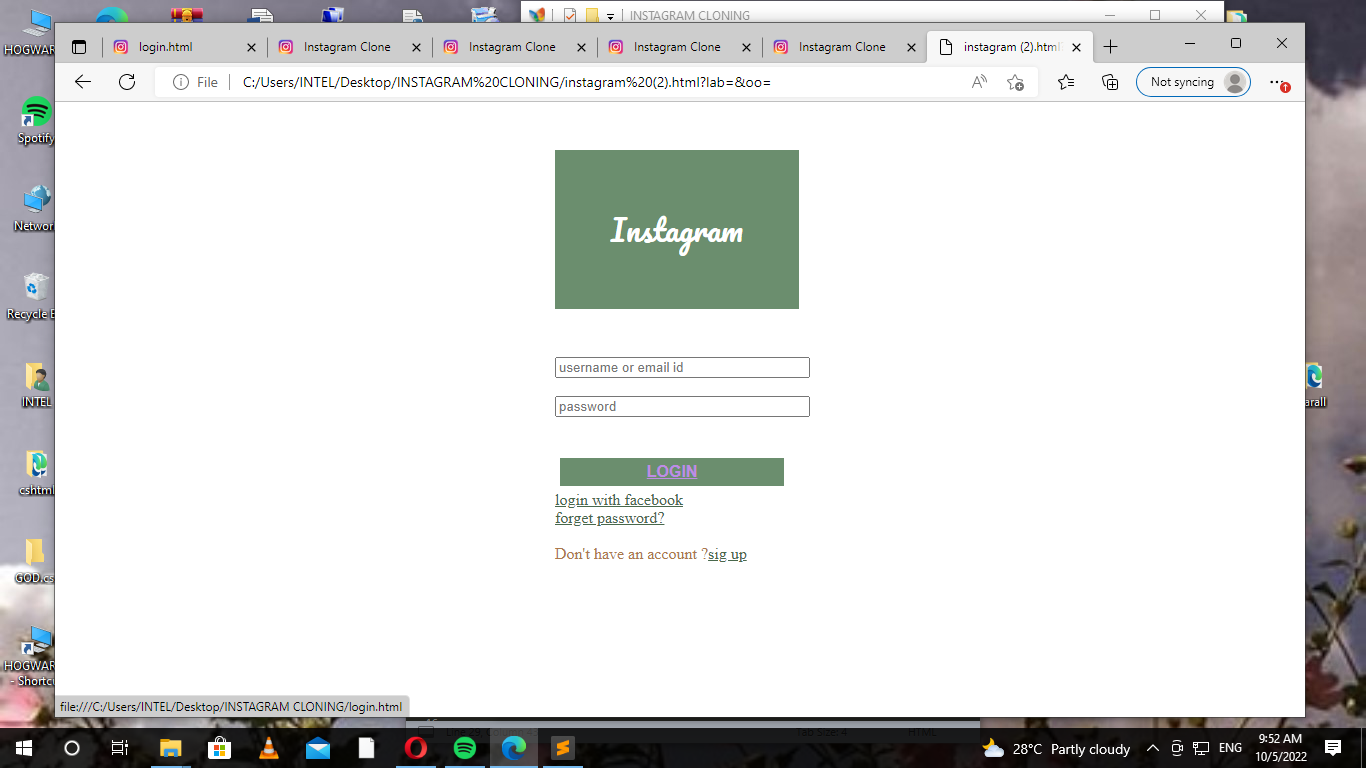 INSTAGRAM CLONING
login.html
Instagram Clone
Instagram Clone
Instagram Clone
Instagram Clone
instagram (2).html
File
C:/Users/INTEL/Desktop/INSTAGRAM%20CLONING/instagram%20(2).html?lab=&oo=
Not syncing
HOGWAR
Spotify
Networ
Recycle
INTEL
cshtml
GOD.cs
HOGWAR
- Shortcu
arall
Instagram
username or email id
password
LOGIN
login with facebook
forget password?
Don't have an account ?sig up
file:///C:/Users/INTEL/Desktop/INSTAGRAM CLONING/login.html
Tab Size: 4
HTML
28°C Partly cloudy
ENG
9:52 AM
10/5/2022